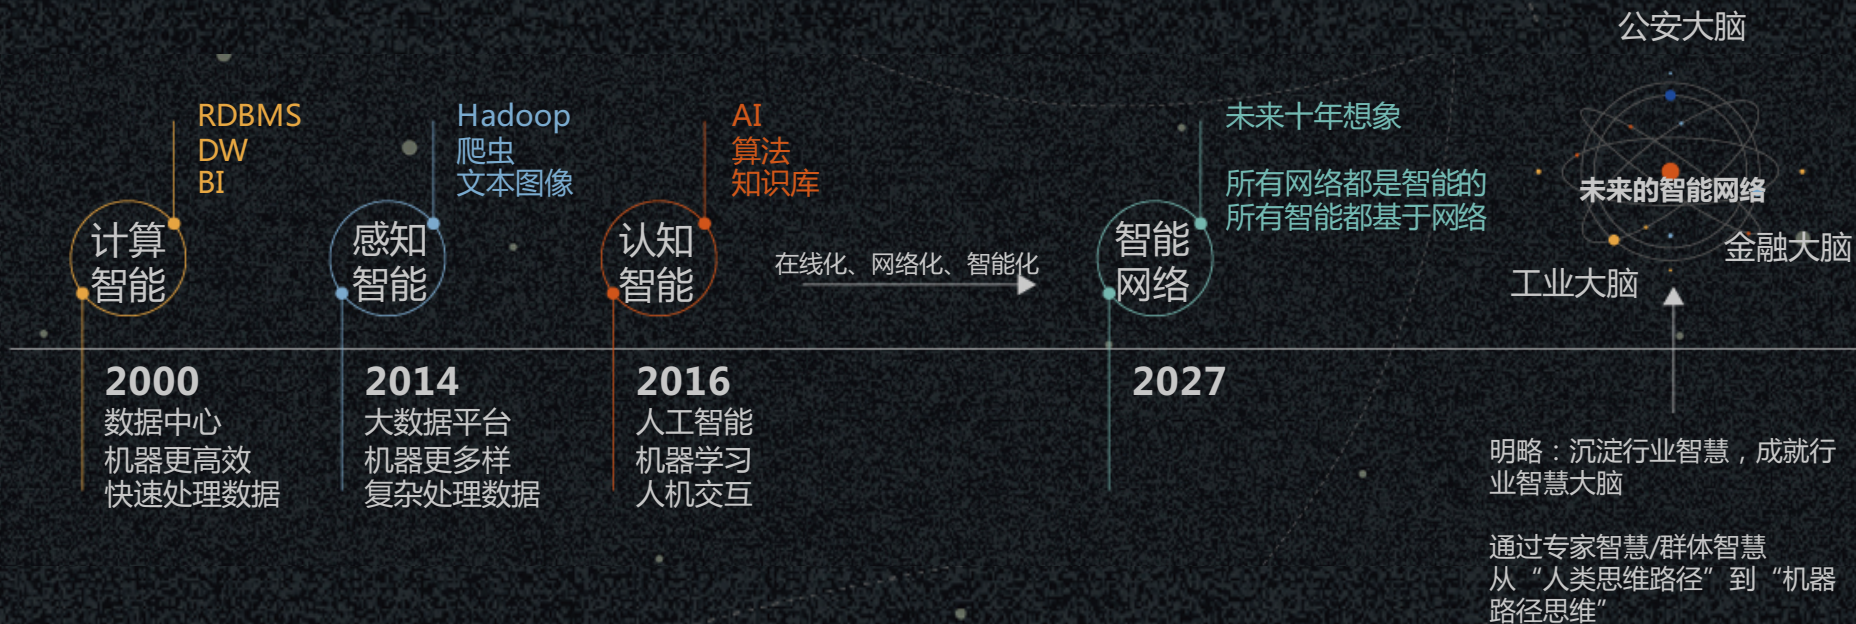 公安大脑
RDBMS
DW
BI
计算
智能
2000
数据中心
机器更高效
快速处理数据
Hadoop
爬虫
文本图像
感知
智能
2014
大数据平台
机器更多样
复杂处理数据
AI
算法
知识库
认知
智能
2016
人工智能
机器学习
人机交互
在线化、网络化、智能化
未来十年想象
所有网络都是智能的
所有智能都基于网络
智能
网络
2027
未来的智能网络
金融大脑
工业大脑
明略：沉淀行业智慧，成就行
业智慧大脑
通过专家智慧/群体智慧
从“人类思维路径”到“机器
路径思维”